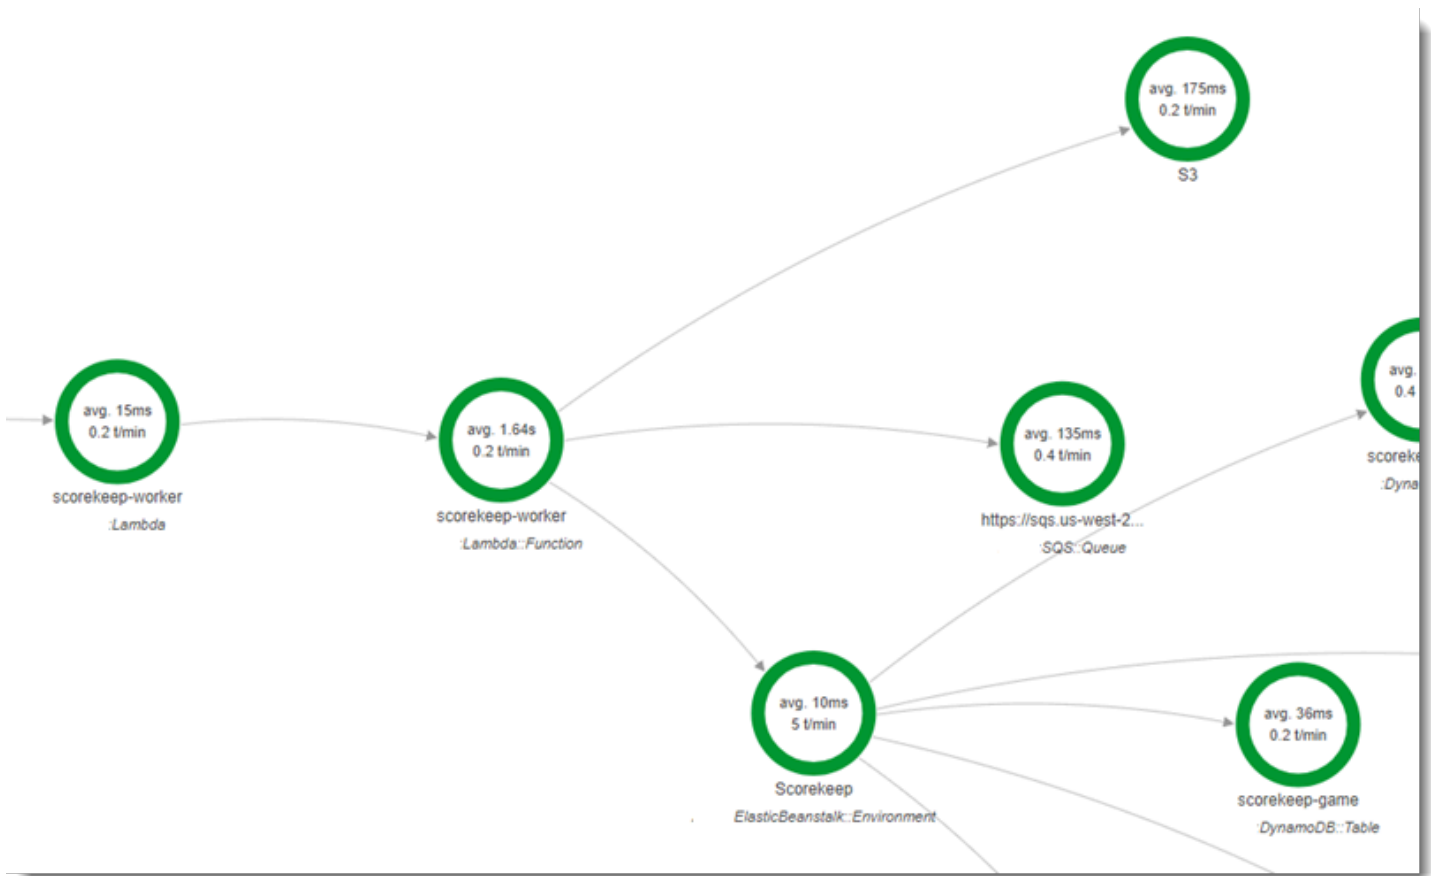 avg. 175ms
0.2 t/min
S3
avg. 15ms
0.2 t/min
scorekeep-worker
:Lambda
avg. 1.64s
0.2 t/min
scorekeep-worker
:Lambda::Function
avg. 135ms
0.4 t/min
https://sqs.us-west-2...
:SQS::Queue
avg.
0.4
scoreke
:Dyna
avg. 10ms
5 t/min
Scorekeep
ElasticBeanstalk::Environment
avg. 36ms
0.2 t/min
scorekeep-game
:DynamoDB::Table